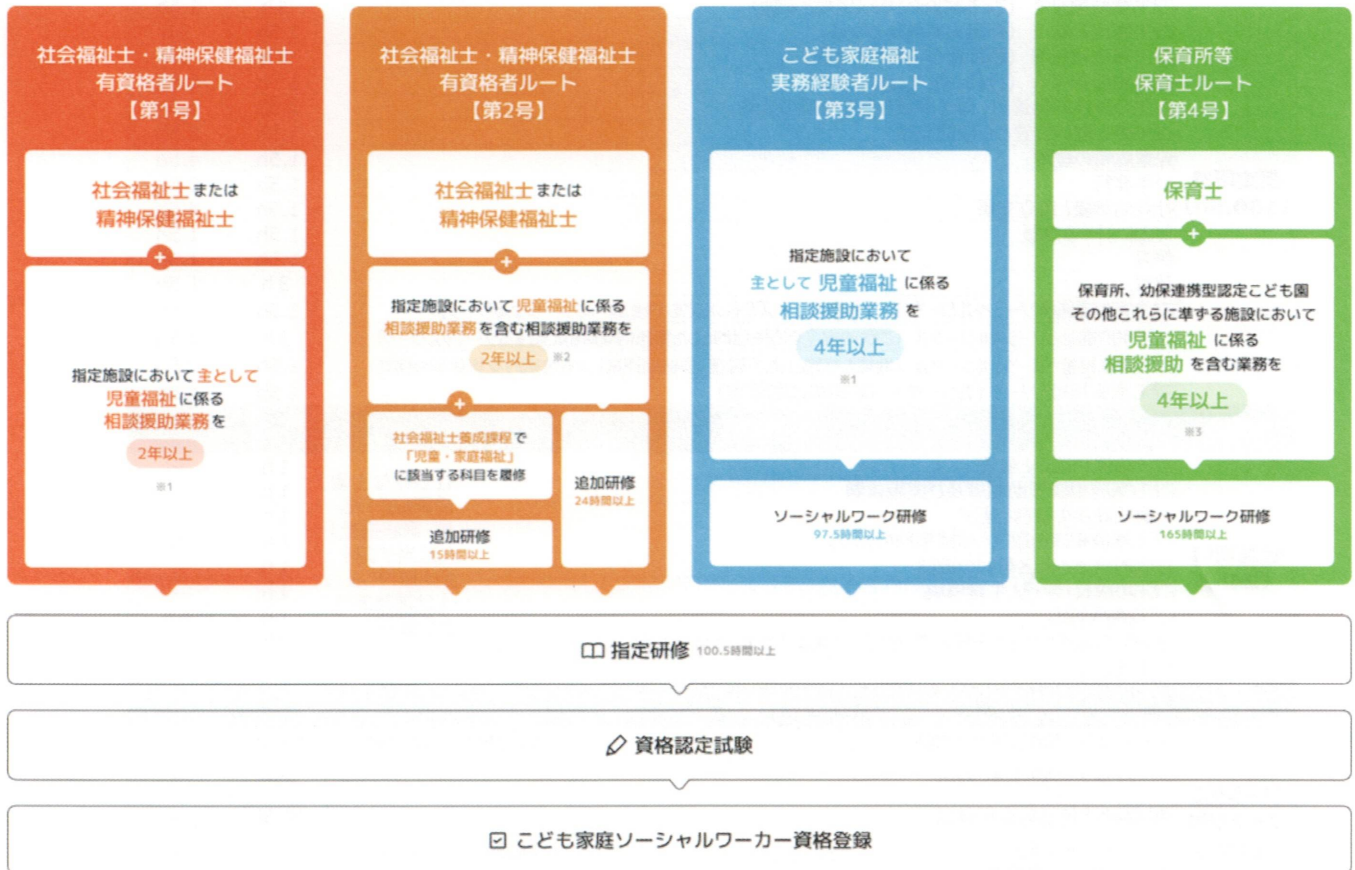 社会福祉士・精神保健福祉士
有資格者ルート
【第1号】
社会福祉士または
精神保健福祉士
+
指定施設において主として
児童福祉に係る
相談援助業務を
2年以上
※1
社会福祉士・精神保健福祉士
有資格者ルート
【第2号】
社会福祉士または
精神保健福祉士
+
指定施設において児童福祉に係る
相談援助業務を含む相談援助業務を
2年以上 ※2
+
社会福祉士養成課程で
「児童・家庭福祉」
に該当する科目を履修
追加研修
15時間以上
追加研修
24時間以上
こども家庭福祉
実務経験者ルート
【第3号】
指定施設において
主として 児童福祉 に係る
相談援助業務 を
4年以上
※1
ソーシャルワーク研修
97.5時間以上
保育所等
保育士ルート
【第4号】
保育士
+
保育所、幼保連携型認定こども園
その他これらに準ずる施設において
児童福祉 に係る
相談援助 を含む業務を
4年以上
※3
ソーシャルワーク研修
165時間以上
指定研修 100.5時間以上
資格認定試験
こども家庭ソーシャルワーカー資格登録